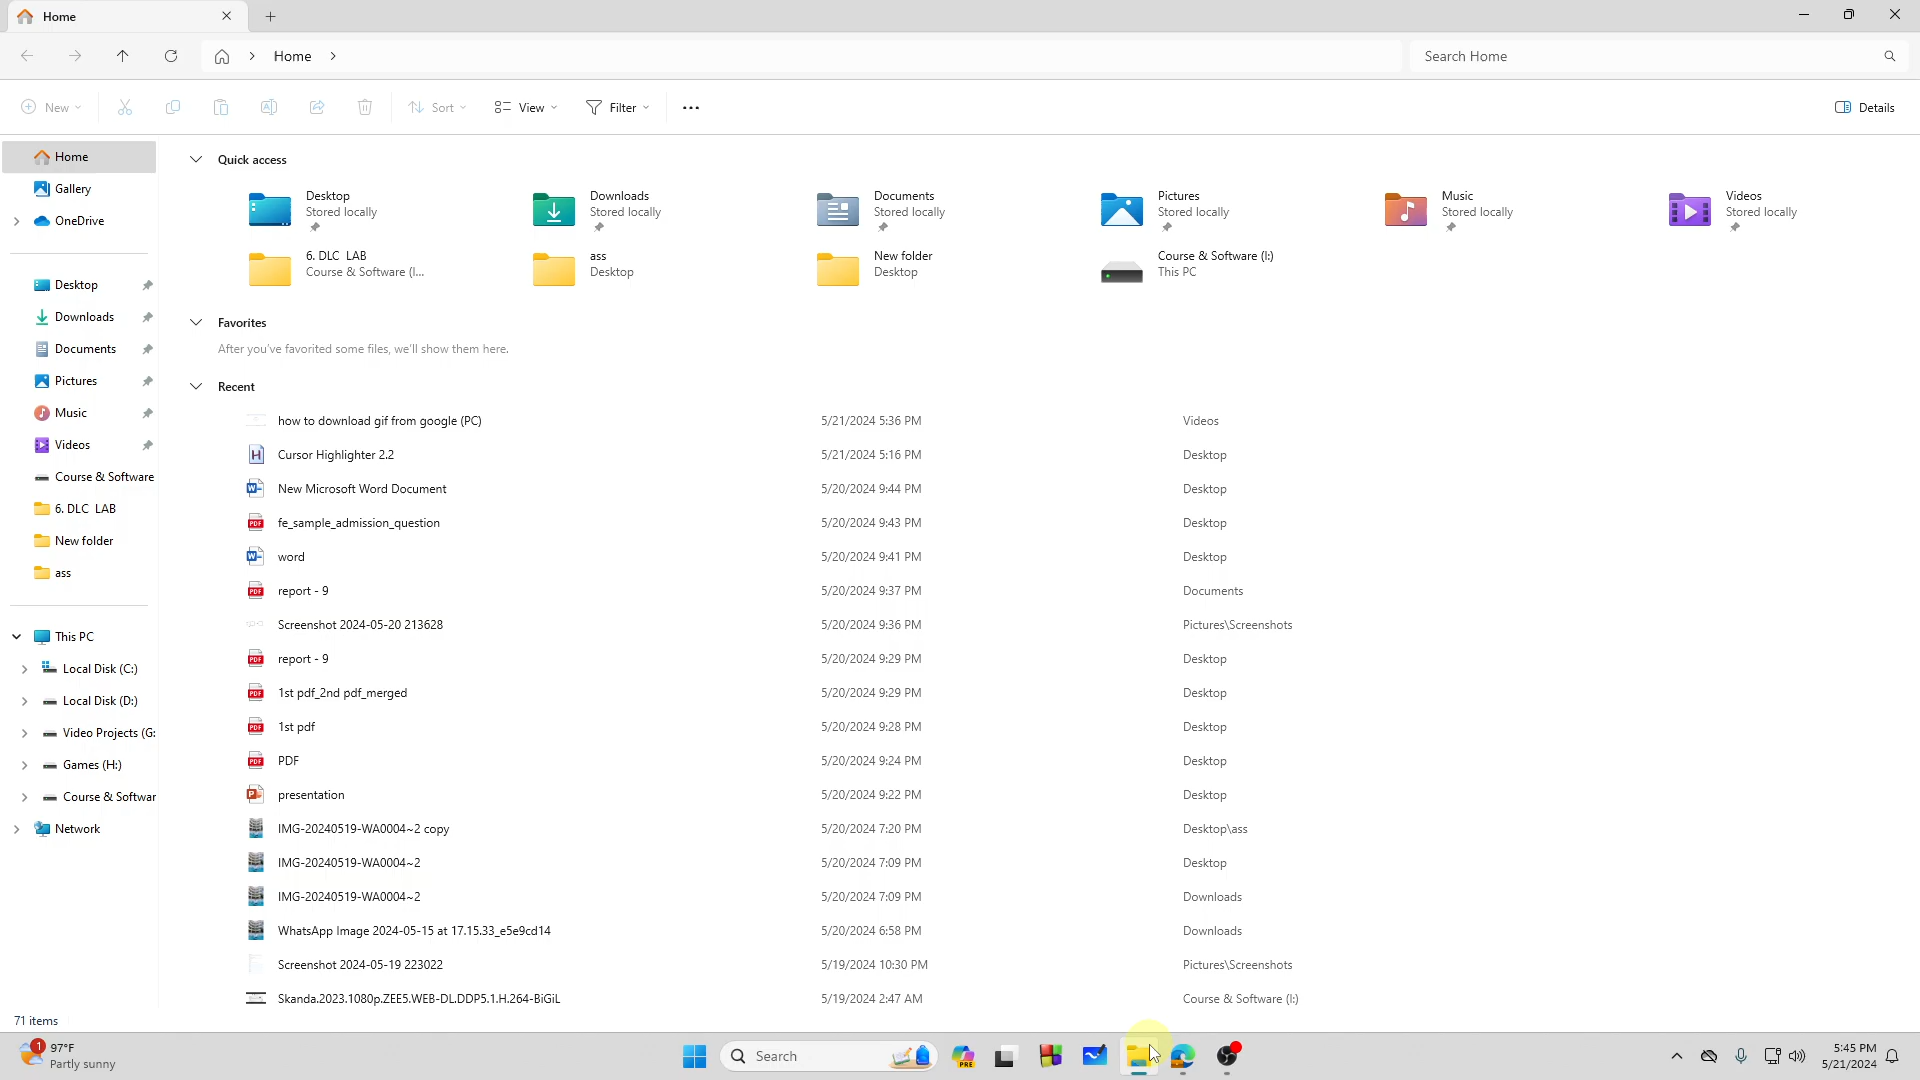 Home
Home
Search Home
New
Sort
View
Filter
Details
Home
Gallery
OneDrive
Desktop
Downloads
Documents
Pictures
Music
Videos
Course & Software
6. DLC LAB
New folder
ass
This PC
Local Disk (C:)
Local Disk (D:)
Video Projects (G:
Games (H:)
Course & Softwar
Network
Quick access
Desktop
Stored locally
Downloads
Stored locally
Documents
Stored locally
Pictures
Stored locally
Music
Stored locally
Videos
Stored locally
6. DLC LAB
Course & Software (I...
ass
Desktop
New folder
Desktop
Course & Software (I:)
This PC
Favorites
After you've favorited some files, we'll show them here.
Recent
how to download gif from google (PC) 5/21/2024 5:36 PM Videos
Cursor Highlighter 2.2 5/21/2024 5:16 PM Desktop
New Microsoft Word Document 5/20/2024 9:44 PM Desktop
fe_sample_admission_question 5/20/2024 9:43 PM Desktop
word 5/20/2024 9:41 PM Desktop
report - 9 5/20/2024 9:37 PM Documents
Screenshot 2024-05-20 213628 5/20/2024 9:36 PM Pictures\Screenshots
report - 9 5/20/2024 9:29 PM Desktop
1st pdf_2nd pdf_merged 5/20/2024 9:29 PM Desktop
1st pdf 5/20/2024 9:28 PM Desktop
PDF 5/20/2024 9:24 PM Desktop
presentation 5/20/2024 9:22 PM Desktop
IMG-20240519-WA0004~2 copy 5/20/2024 7:20 PM Desktop\ass
IMG-20240519-WA0004~2 5/20/2024 7:09 PM Desktop
IMG-20240519-WA0004~2 5/20/2024 7:09 PM Downloads
WhatsApp Image 2024-05-15 at 17.15.33_e5e9cd14 5/20/2024 6:58 PM Downloads
Screenshot 2024-05-19 223022 5/19/2024 10:30 PM Pictures\Screenshots
Skanda.2023.1080p.ZEE5.WEB-DL.DDP5.1.H.264-BiGiL 5/19/2024 2:47 AM Course & Software (I:)
71 items
1
97°F
Partly sunny
Search
PRE
5:45 PM
5/21/2024